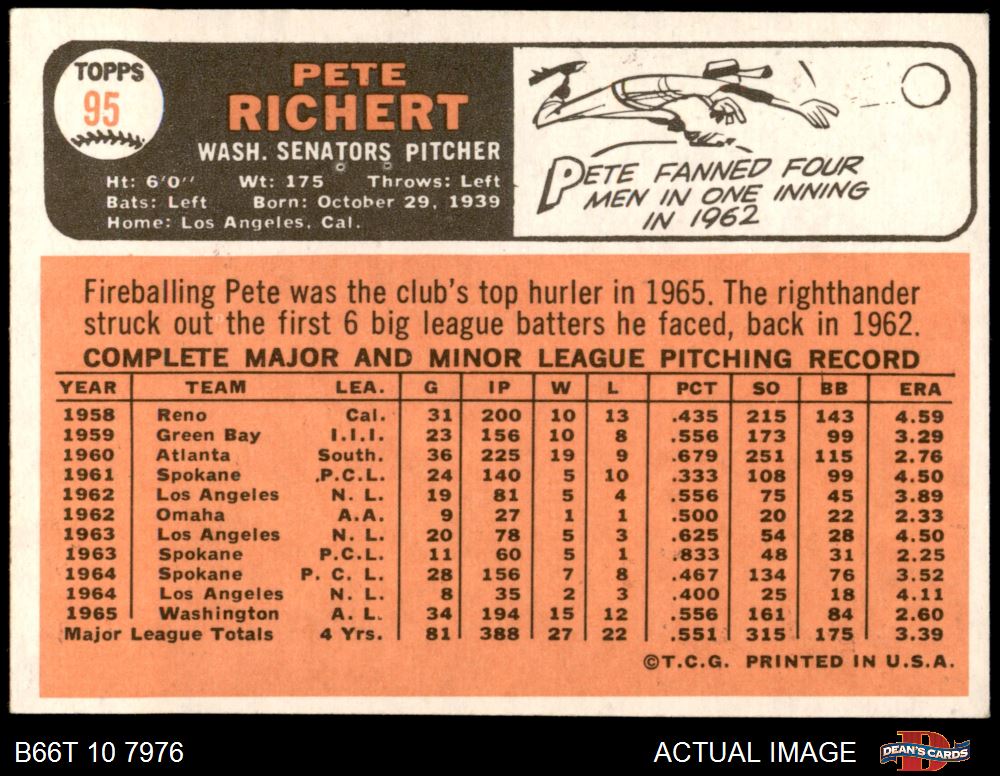 TOPPS
95
PETE
RICHERT
WASH. SENATORS PITCHER
Ht: 6'0'' Wt: 175 Throws: Left
Bats: Left Born: October 29, 1939
Home: Los Angeles, Cal.
PETE FANNED FOUR
MEN IN ONE INNING
IN 1962
Fireballing Pete was the club's top hurler in 1965. The righthander
struck out the first 6 big league batters he faced, back in 1962.
COMPLETE MAJOR AND MINOR LEAGUE PITCHING RECORD
YEAR TEAM LEA. G IP W L PCT SO BB ERA
1958 Reno Cal. 31 200 10 13 .435 215 143 4.59
1959 Green Bay I.I.I. 23 156 10 8 .556 173 99 3.29
1960 Atlanta South. 36 225 19 9 .679 251 115 2.76
1961 Spokane P.C.L. 24 140 5 10 .333 108 99 4.50
1962 Los Angeles N. L. 19 81 5 4 .556 75 45 3.89
1962 Omaha A.A. 9 27 1 1 .500 20 22 2.33
1963 Los Angeles N. L. 20 78 5 3 .625 54 28 4.50
1963 Spokane P.C.L. 11 60 5 1 .833 48 31 2.25
1964 Spokane P. C. L. 28 156 7 8 .467 134 76 3.52
1964 Los Angeles N. L. 8 35 2 3 .400 25 18 4.11
1965 Washington A. L. 34 194 15 12 .556 161 84 2.60
Major League Totals 4 Yrs. 81 388 27 22 .551 315 175 3.39
©T.C.G. PRINTED IN U.S.A.
B66T 10 7976
ACTUAL IMAGE
DEAN'S CARDS